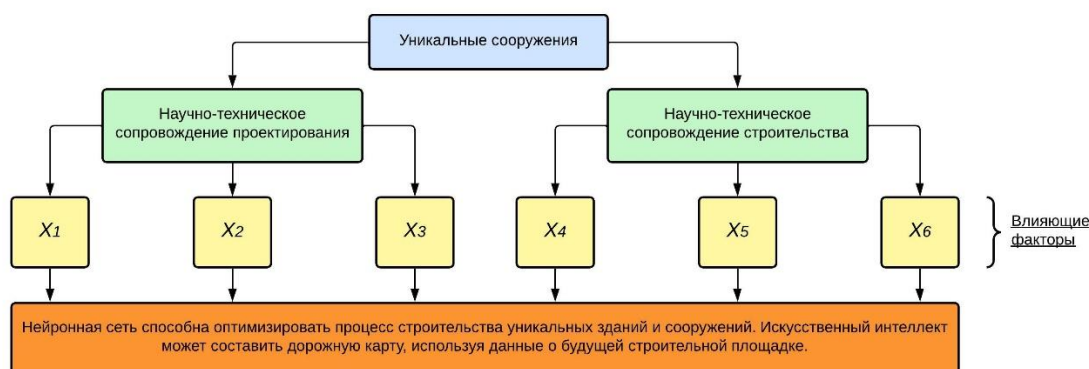 Уникальные сооружения
Научно-техническое
сопровождение проектирования
Научно-техническое
сопровождение строительства
X1
X2
X3
X4
X5
X6
Влияющие
факторы
Нейронная сеть способна оптимизировать процесс строительства уникальных зданий и сооружений. Искусственный интеллект
может составить дорожную карту, используя данные о будущей строительной площадке.